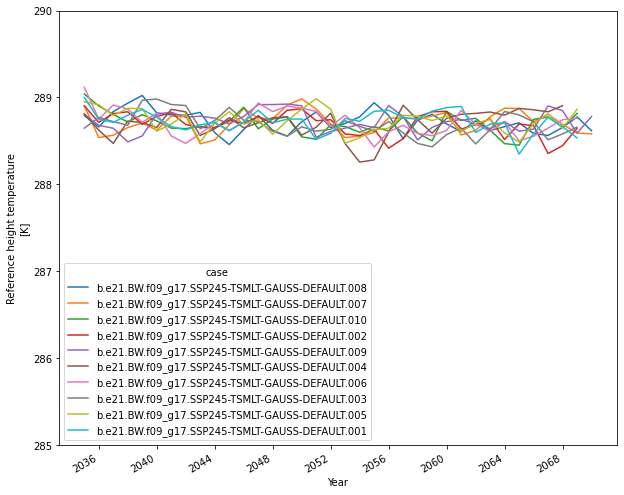 290
289
288
287
286
285
Reference height temperature
[K]
case
b.e21.BW.f09_g17.SSP245-TSMLT-GAUSS-DEFAULT.008
b.e21.BW.f09_g17.SSP245-TSMLT-GAUSS-DEFAULT.007
b.e21.BW.f09_g17.SSP245-TSMLT-GAUSS-DEFAULT.010
b.e21.BW.f09_g17.SSP245-TSMLT-GAUSS-DEFAULT.002
b.e21.BW.f09_g17.SSP245-TSMLT-GAUSS-DEFAULT.009
b.e21.BW.f09_g17.SSP245-TSMLT-GAUSS-DEFAULT.004
b.e21.BW.f09_g17.SSP245-TSMLT-GAUSS-DEFAULT.006
b.e21.BW.f09_g17.SSP245-TSMLT-GAUSS-DEFAULT.003
b.e21.BW.f09_g17.SSP245-TSMLT-GAUSS-DEFAULT.005
b.e21.BW.f09_g17.SSP245-TSMLT-GAUSS-DEFAULT.001
2036 2040 2044 2048 2052 2056 2060 2064 2068
Year